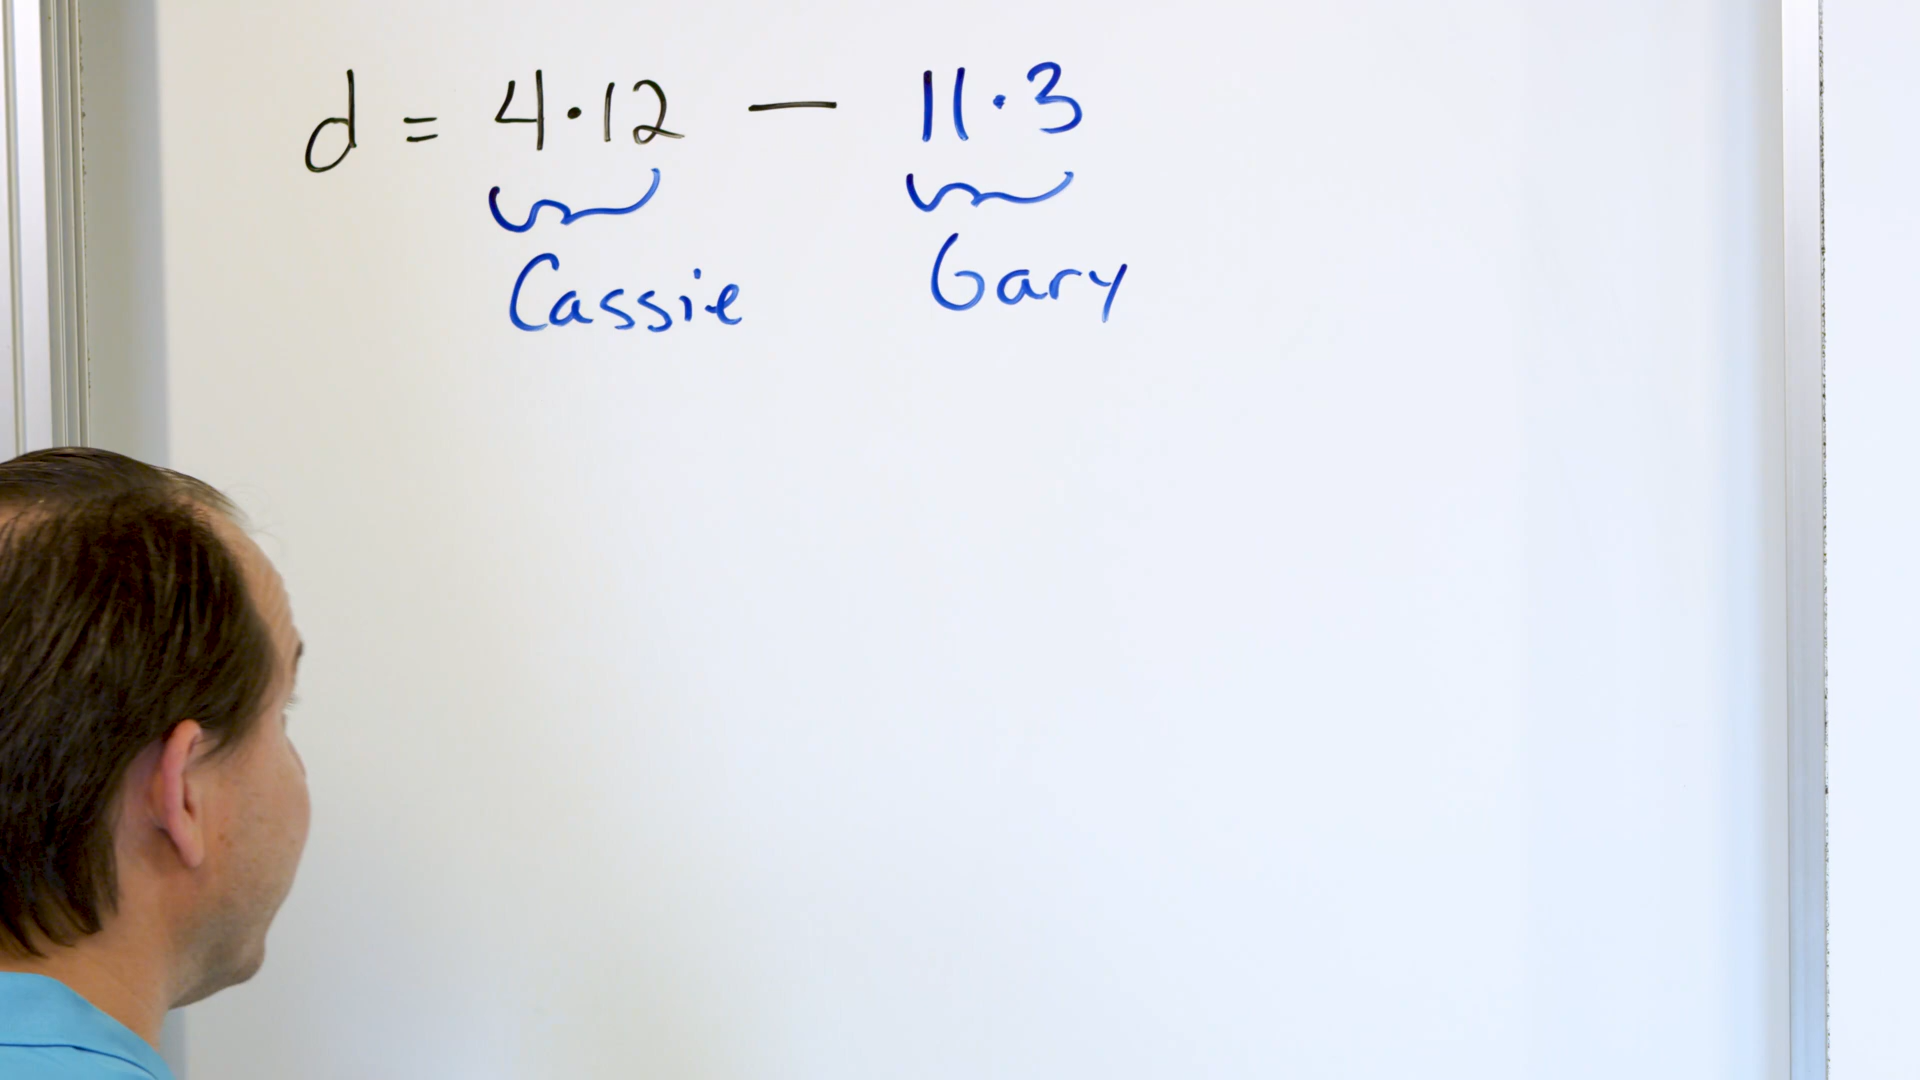 d = 4·12 — 11·3
Cassie Gary